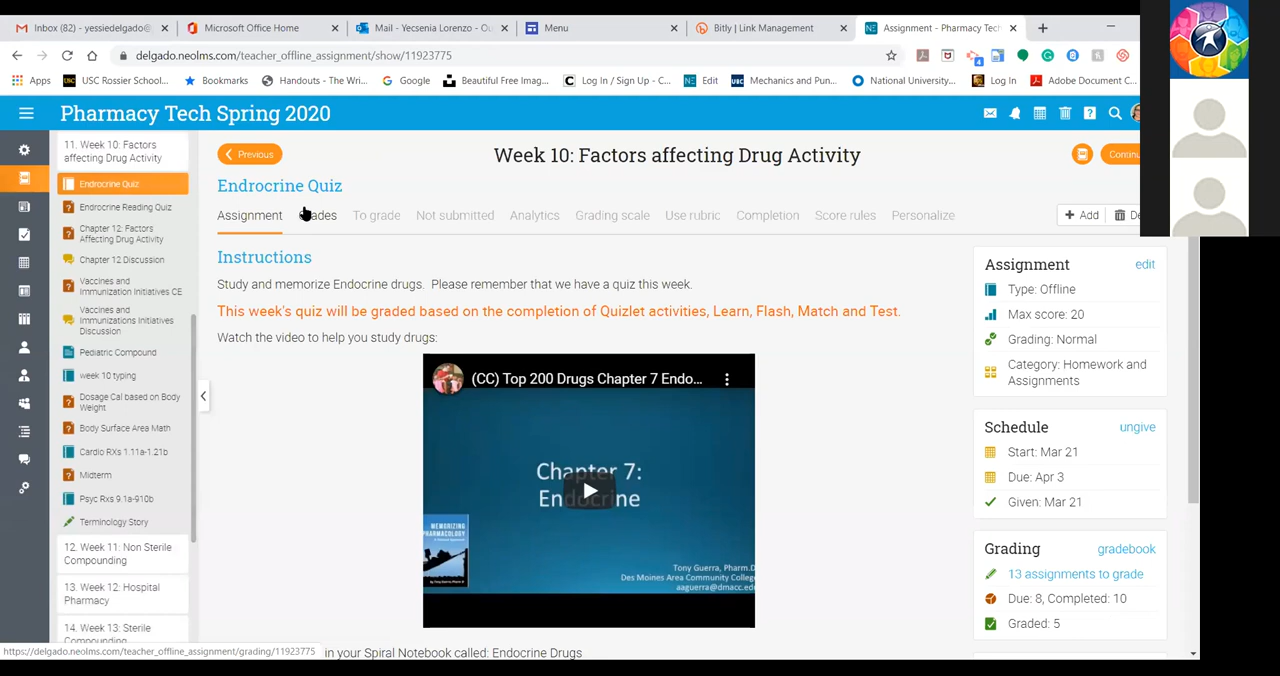 Inbox (82) - yessiedelgado@
Microsoft Office Home
Mail - Yecsenia Lorenzo - Ou
Menu
Bitly | Link Management
Assignment - Pharmacy Tech
delgado.neolms.com/teacher_offline_assignment/show/11923775
Apps
USC Rossier School...
Bookmarks
Handouts - The Wri...
Google
Beautiful Free Imag...
Log In / Sign Up - C...
Edit
Mechanics and Pun...
National University...
Log In
Adobe Document C...
Pharmacy Tech Spring 2020
11. Week 10: Factors
affecting Drug Activity
Endocrine Quiz
Endocrine Reading Quiz
Chapter 12: Factors
Affecting Drug Activity
Chapter 12 Discussion
Vaccines and
Immunization Initiatives CE
Vaccines and
Immunizations Initiatives
Discussion
Pediatric Compound
week 10 typing
Dosage Cal based on Body
Weight
Body Surface Area Math
Cardio RXs 1.11a-1.21b
Midterm
Psyc Rxs 9.1a-910b
Terminology Story
12. Week 11: Non Sterile
Compounding
13. Week 12: Hospital
Pharmacy
14. Week 13: Sterile
Compounding
Previous
Week 10: Factors affecting Drug Activity
Continu
Endocrine Quiz
Assignment
ades
To grade
Not submitted
Analytics
Grading scale
Use rubric
Completion
Score rules
Personalize
Add
De
Instructions
Study and memorize Endocrine drugs. Please remember that we have a quiz this week.
This week's quiz will be graded based on the completion of Quizlet activities, Learn, Flash, Match and Test.
Watch the video to help you study drugs:
(CC) Top 200 Drugs Chapter 7 Endo...
Chapter 7:
Endocrine
MEMORIZING
PHARMACOLOGY
Tony Guerra, Pharm.D
Des Moines Area Community College
aaguerra@dmacc.ed
in your Spiral Notebook called: Endocrine Drugs
Assignment
edit
Type: Offline
Max score: 20
Grading: Normal
Category: Homework and
Assignments
Schedule
ungive
Start: Mar 21
Due: Apr 3
Given: Mar 21
Grading
gradebook
13 assignments to grade
Due: 8, Completed: 10
Graded: 5
https://delgado.neolms.com/teacher_offline_assignment/grading/11923775